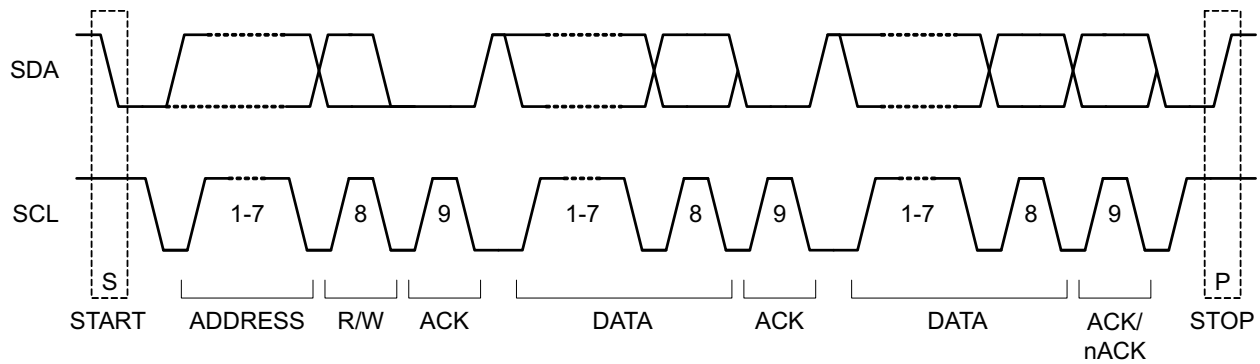 SDA
SCL
1-7 8 9 1-7 8 9 1-7 8 9
S P
START ADDRESS R/W ACK DATA ACK DATA ACK/ STOP
nACK